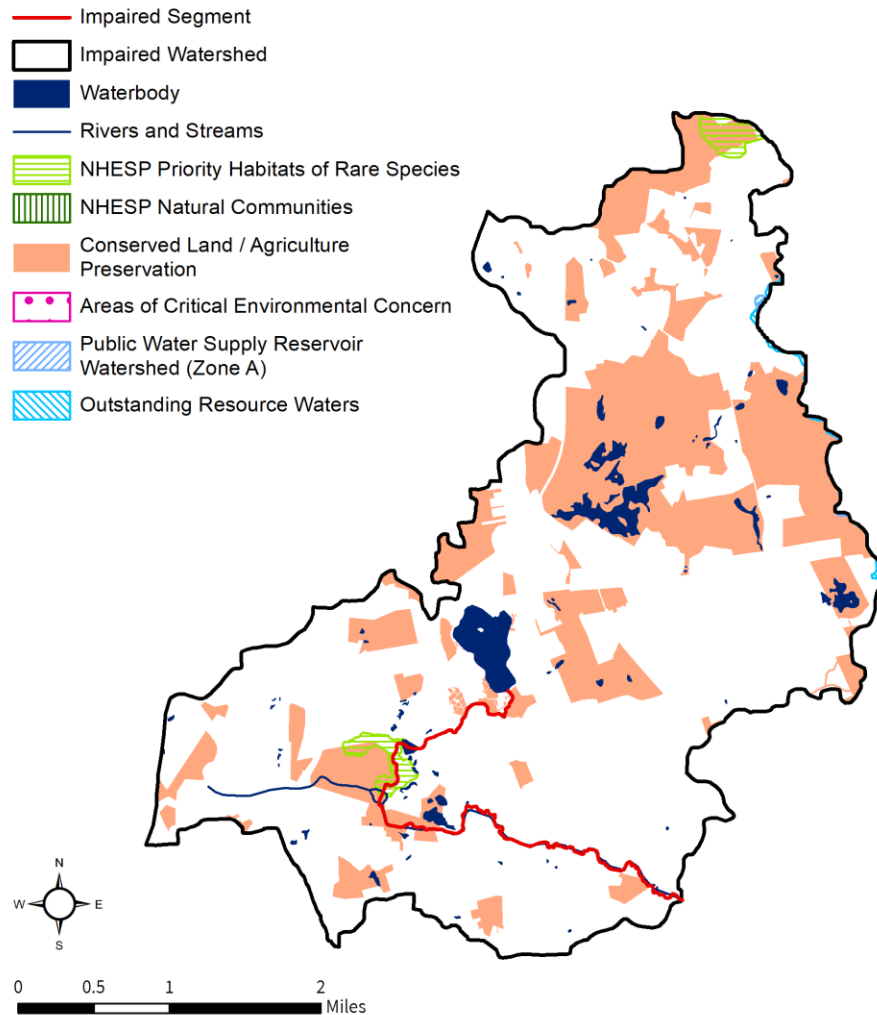 Impaired Segment
Impaired Watershed
Waterbody
Rivers and Streams
NHESP Priority Habitats of Rare Species
NHESP Natural Communities
Conserved Land / Agriculture
Preservation
Areas of Critical Environmental Concern
Public Water Supply Reservoir
Watershed (Zone A)
Outstanding Resource Waters
N
W E
S
0 0.5 1 2
Miles